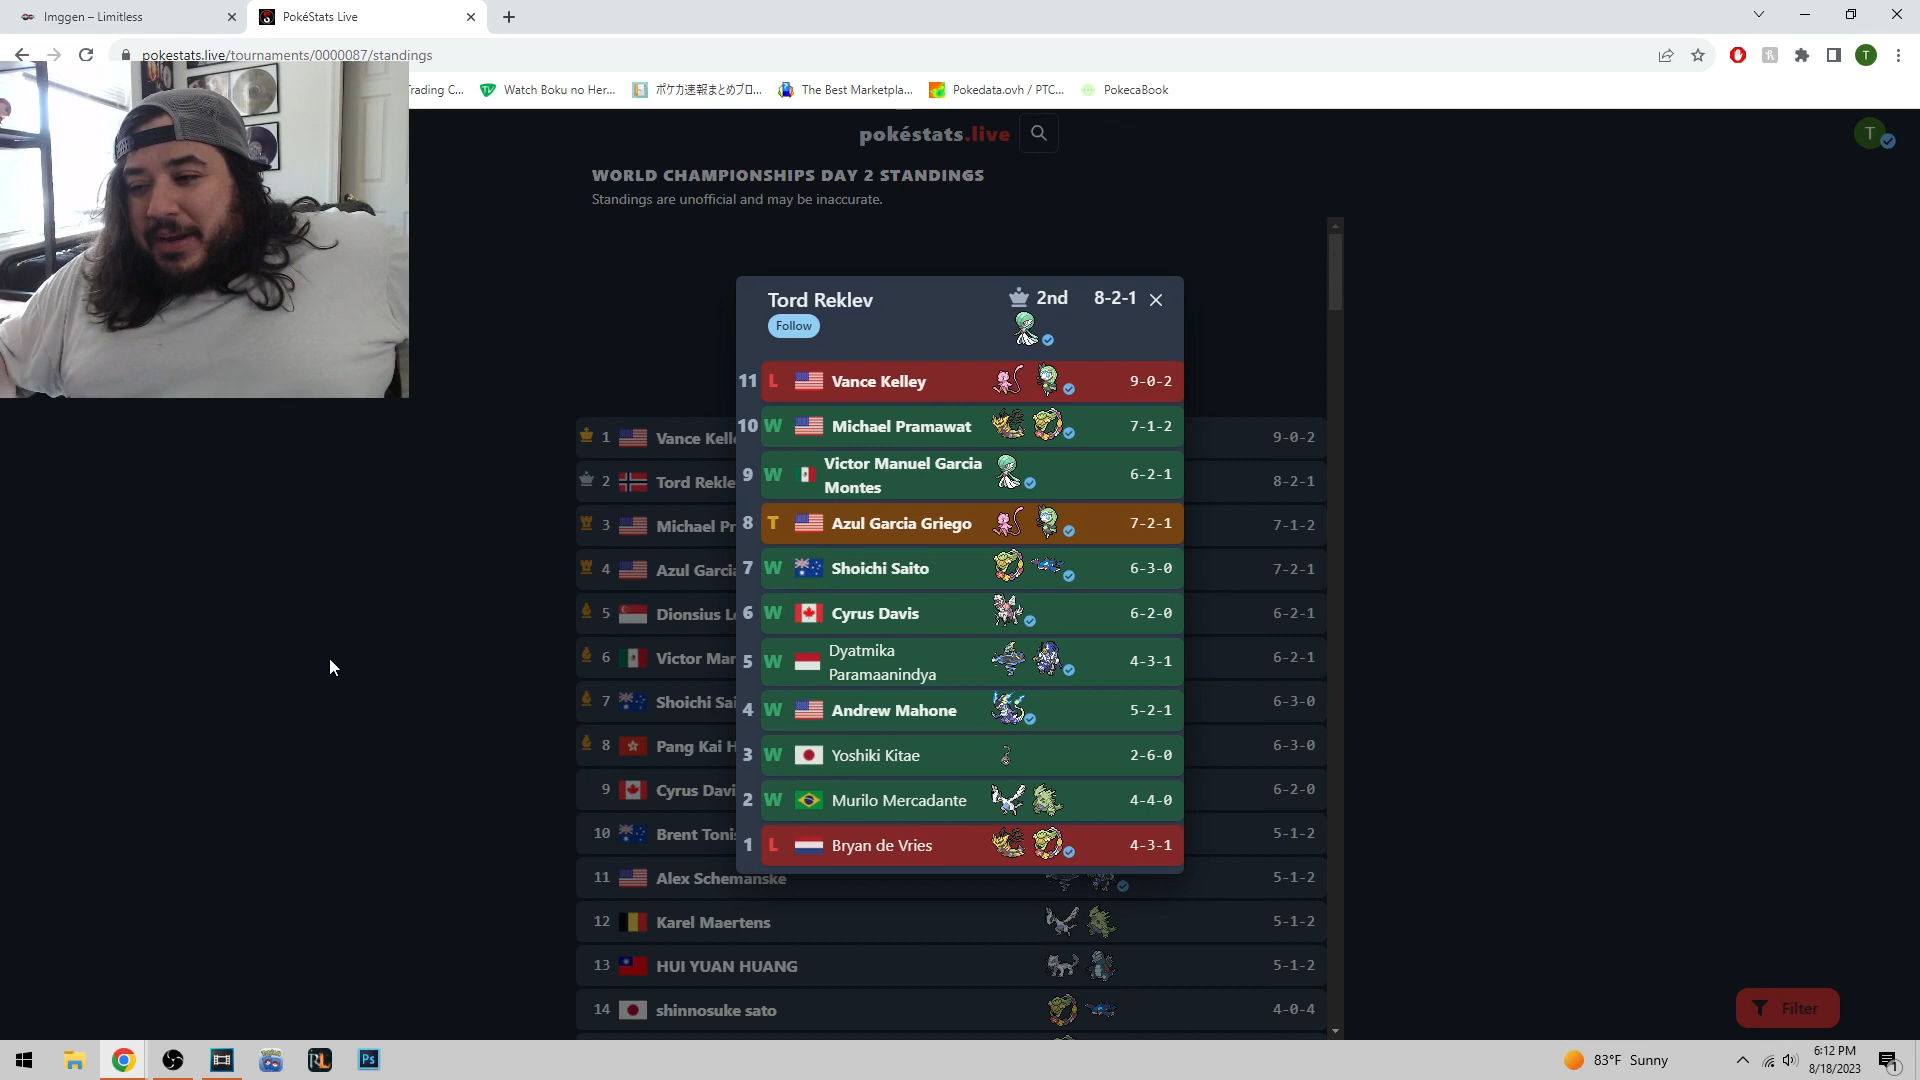 Imggen – Limitless
PokéStats Live
pokestats.live/tournaments/0000087/standings
Trading C...
Watch Boku no Her...
ポケカ速報まとめブロ...
The Best Marketpla...
Pokedata.ovh / PTC...
PokecaBook
T
pokéstats.live
T
WORLD CHAMPIONSHIPS DAY 2 STANDINGS
Standings are unofficial and may be inaccurate.
Tord Reklev 2nd 8-2-1
Follow
11 L Vance Kelley 9-0-2
10 W Michael Pramawat 7-1-2
9 W Victor Manuel Garcia Montes 6-2-1
8 T Azul Garcia Griego 7-2-1
7 W Shoichi Saito 6-3-0
6 W Cyrus Davis 6-2-0
5 W Dyatmika Paramaanindya 4-3-1
4 W Andrew Mahone 5-2-1
3 W Yoshiki Kitae 2-6-0
2 W Murilo Mercadante 4-4-0
1 L Bryan de Vries 4-3-1
1 Vance Kell 9-0-2
2 Tord Rekle 8-2-1
3 Michael Pr 7-1-2
4 Azul Garcia 7-2-1
5 Dionsius L 6-2-1
6 Victor Mar 6-2-1
7 Shoichi Sai 6-3-0
8 Pang Kai H 6-3-0
9 Cyrus Davi 6-2-0
10 Brent Toni 5-1-2
11 Alex Schemanske 5-1-2
12 Karel Maertens 5-1-2
13 HUI YUAN HUANG 5-1-2
14 shinnosuke sato 4-0-4
Filter
83°F Sunny
6:12 PM
8/18/2023
1
RL
Ps